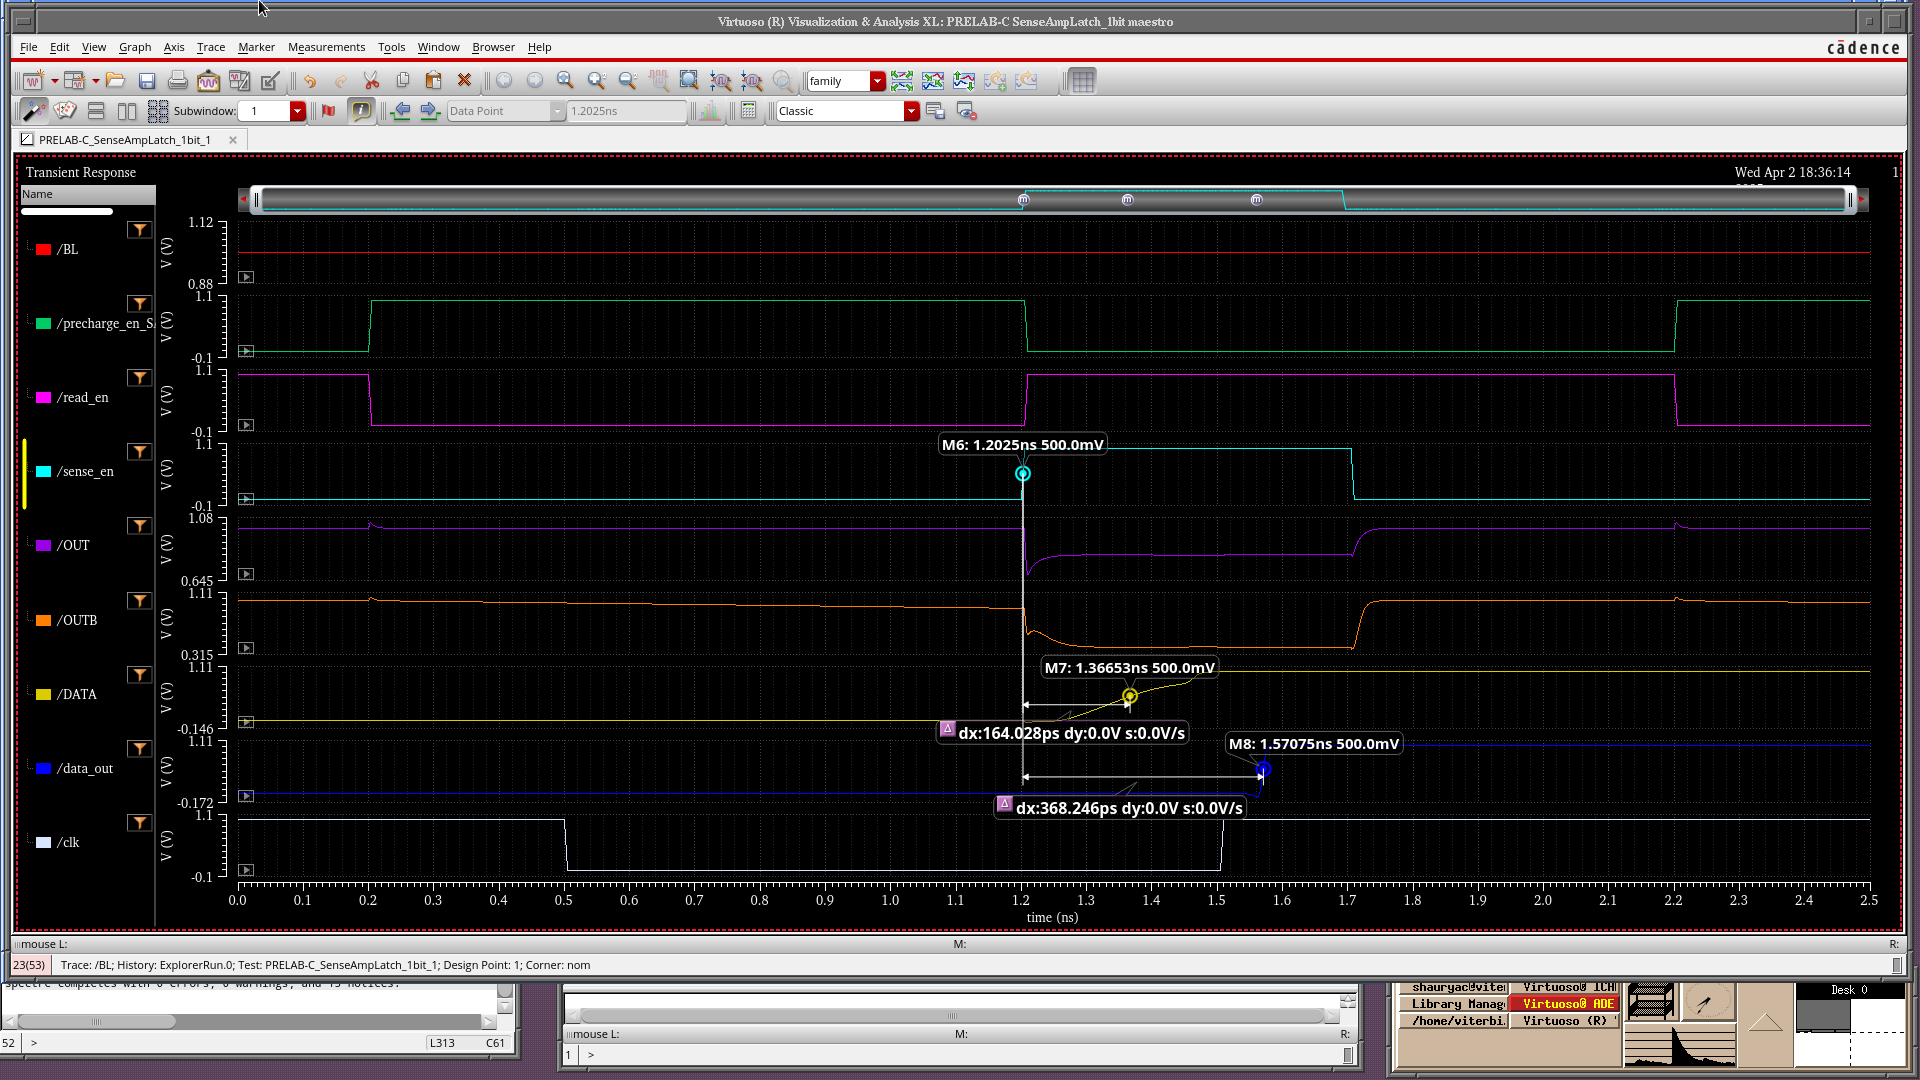 Virtuoso (R) Visualization & Analysis XL: PRELAB-C SenseAmpLatch_1bit maestro
File Edit View Graph Axis Trace Marker Measurements Tools Window Browser Help
cādence
family
Subwindow: 1 Data Point 1.2025ns Classic
PRELAB-C_SenseAmpLatch_1bit_1
Transient Response
Wed Apr 2 18:36:14 1
Name
/BL V (V) 1.12 0.88
/precharge_en_S V (V) 1.1 -0.1
/read_en V (V) 1.1 -0.1
/sense_en V (V) 1.1 -0.1
M6: 1.2025ns 500.0mV
/OUT V (V) 1.08 0.645
/OUTB V (V) 1.11 0.315
/DATA V (V) 1.11 -0.146
M7: 1.36653ns 500.0mV
dx:164.028ps dy:0.0V s:0.0V/s
/data_out V (V) 1.11 -0.172
M8: 1.57075ns 500.0mV
dx:368.246ps dy:0.0V s:0.0V/s
/clk V (V) 1.1 -0.1
0.0 0.1 0.2 0.3 0.4 0.5 0.6 0.7 0.8 0.9 1.0 1.1 1.2 1.3 1.4 1.5 1.6 1.7 1.8 1.9 2.0 2.1 2.2 2.3 2.4 2.5
time (ns)
mouse L: M: R:
23(53) Trace: /BL; History: ExplorerRun.0; Test: PRELAB-C_SenseAmpLatch_1bit_1; Design Point: 1; Corner: nom
spectre completes with 0 errors, 0 warnings, and 15 notices.
52 > L313 C61
mouse L: M: R:
1 >
shauryac@vite Virtuoso® ICA
Library Manag Virtuoso® ADE
/home/viterbi. Virtuoso (R)
Desk 0